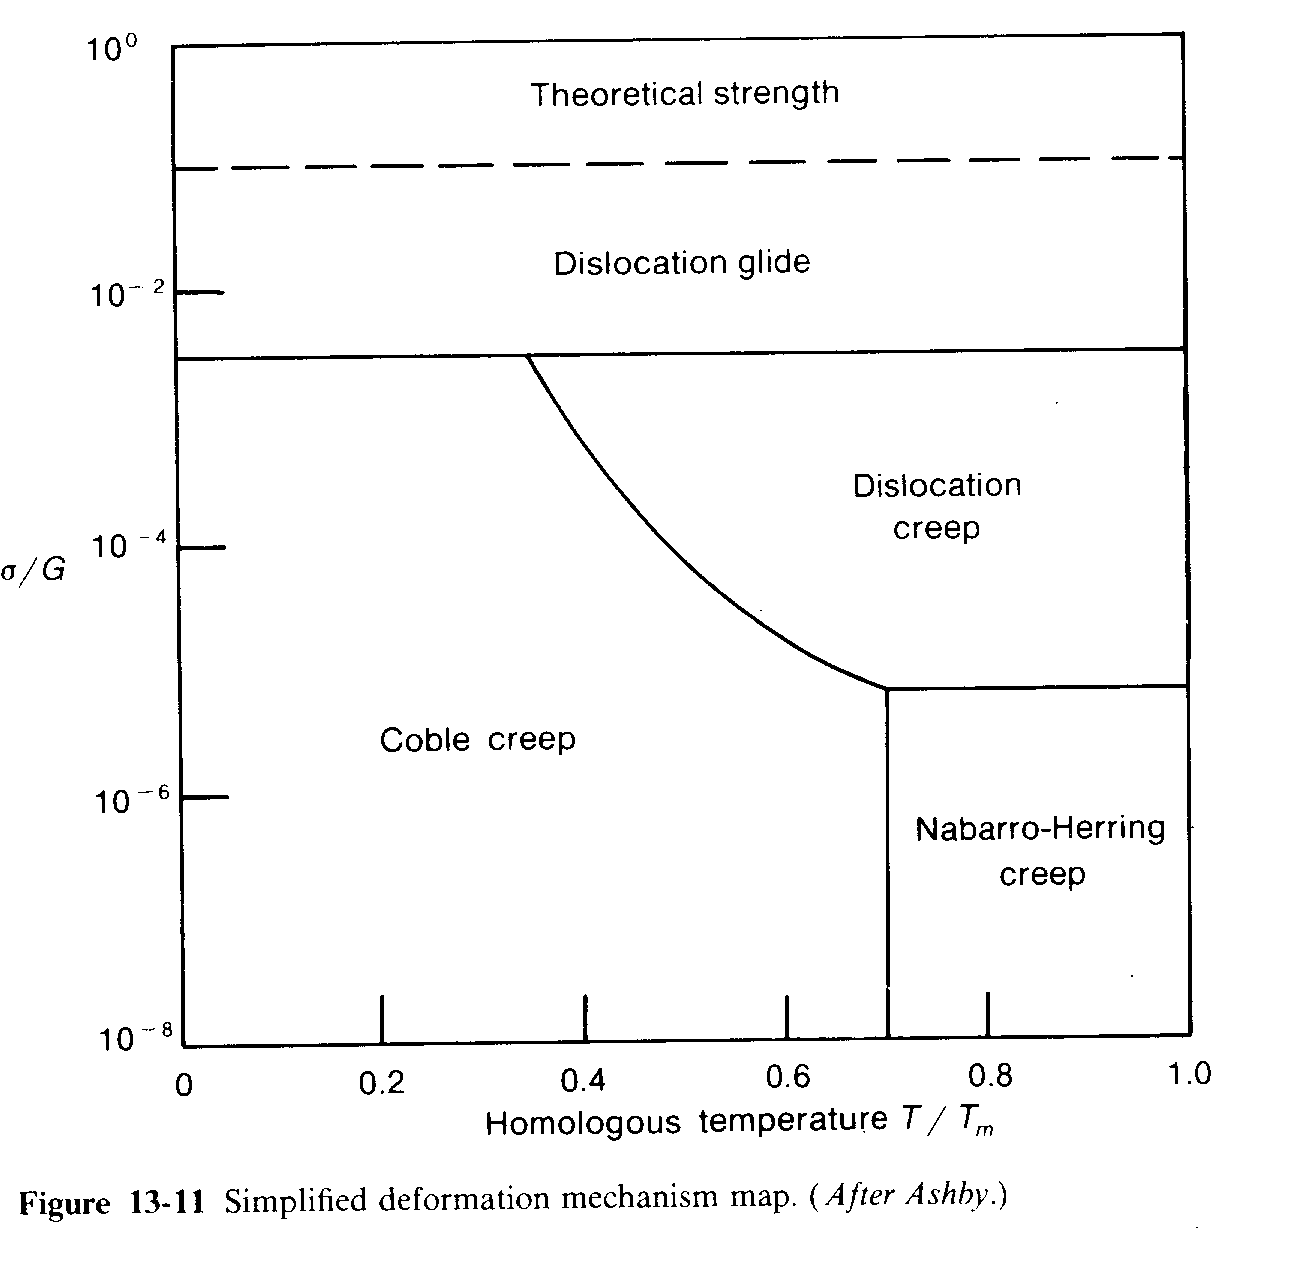 10⁰
Theoretical strength
Dislocation glide
10⁻²
Dislocation
creep
10⁻⁴
σ/G
Coble creep
10⁻⁶
Nabarro-Herring
creep
10⁻⁸
0 0.2 0.4 0.6 0.8 1.0
Homologous temperature T / Tₘ
Figure 13-11 Simplified deformation mechanism map. (After Ashby.)